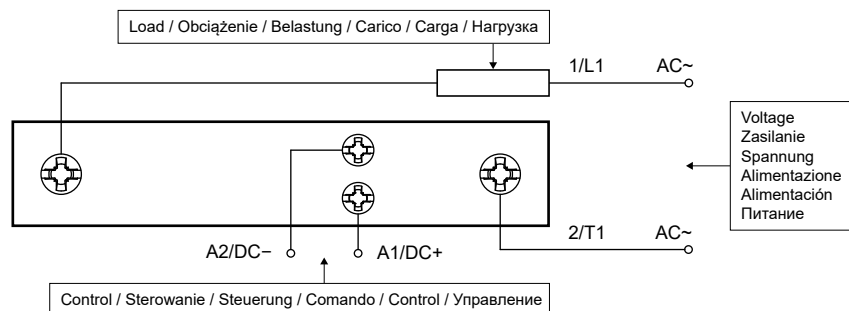 Load / Obciążenie / Belastung / Carico / Carga / Нагрузка
1/L1 AC~
Voltage
Zasilanie
Spannung
Alimentazione
Alimentación
Питание
A2/DC− A1/DC+
2/T1 AC~
Control / Sterowanie / Steuerung / Comando / Control / Управление